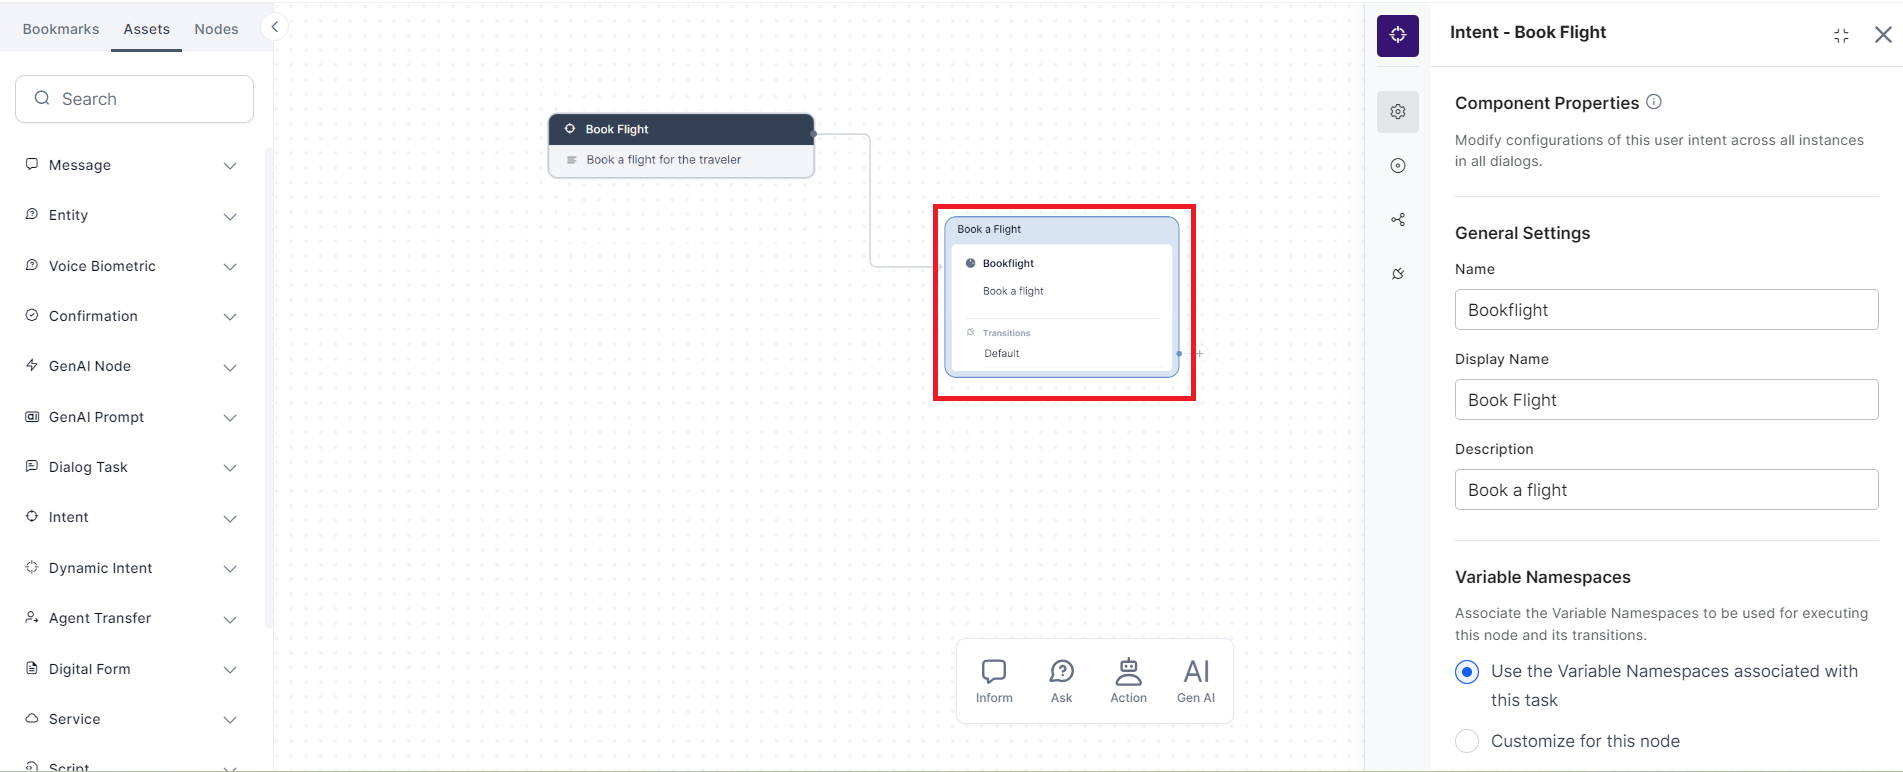 Bookmarks
Assets
Nodes
Search
Message
Entity
Voice Biometric
Confirmation
GenAI Node
GenAI Prompt
Dialog Task
Intent
Dynamic Intent
Agent Transfer
Digital Form
Service
Script
Book Flight
Book a flight for the traveler
Book a Flight
Bookflight
Book a flight
Transitions
Default
Inform
Ask
Action
AI
Gen AI
Intent - Book Flight
Component Properties
Modify configurations of this user intent across all instances
in all dialogs.
General Settings
Name
Bookflight
Display Name
Book Flight
Description
Book a flight
Variable Namespaces
Associate the Variable Namespaces to be used for executing
this node and its transitions.
Use the Variable Namespaces associated with
this task
Customize for this node